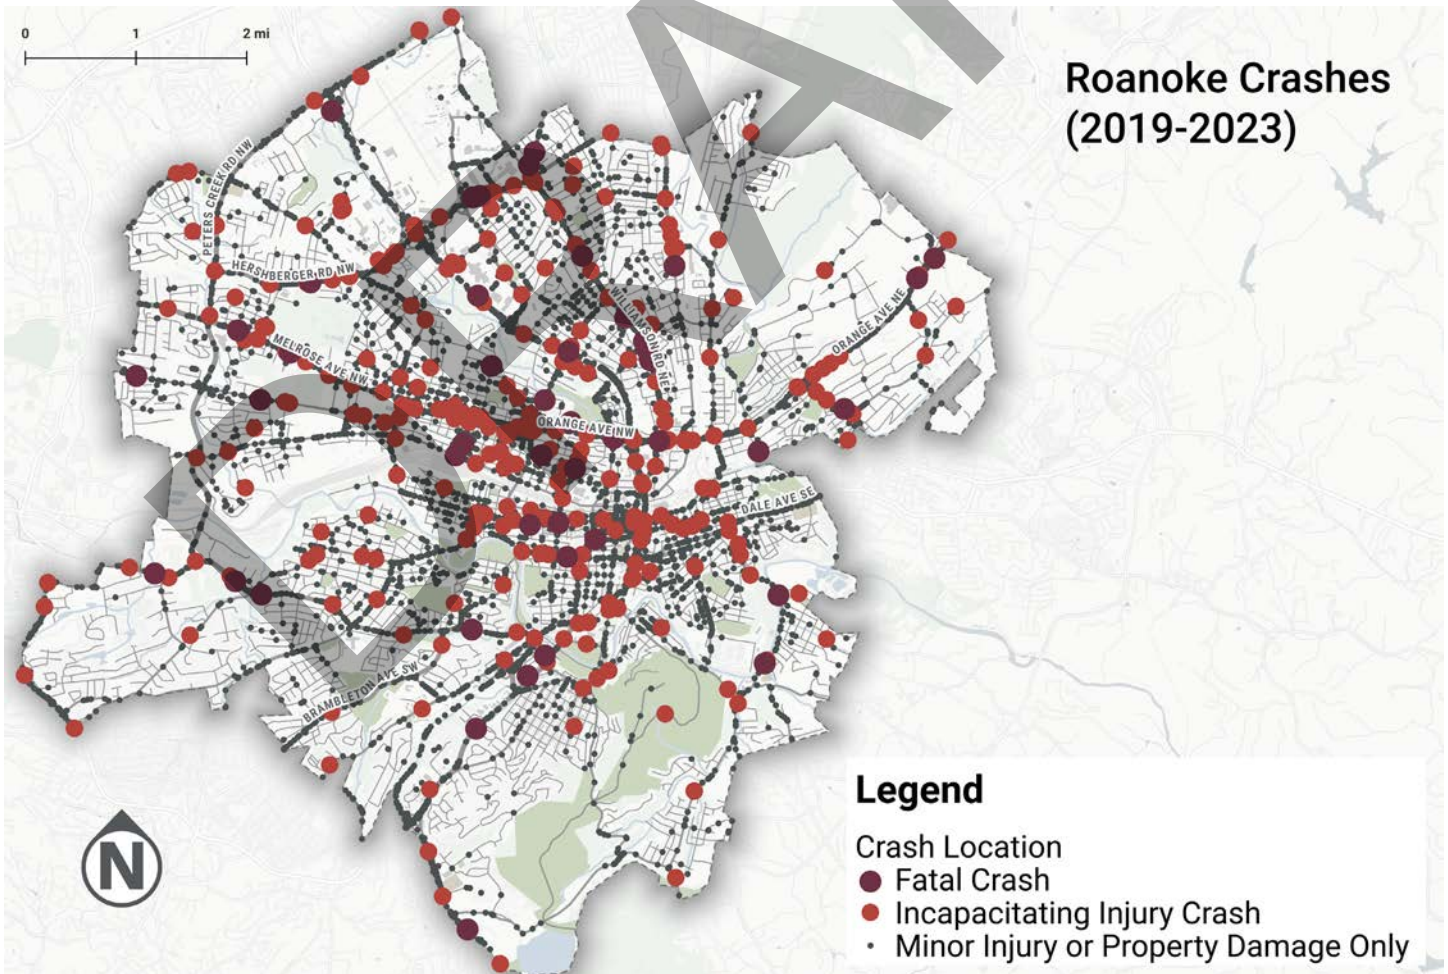 0 1 2 mi
Roanoke Crashes
(2019-2023)
PETERS CREEK RD NW
HERSHBERGER RD NW
MELROSE AVE NW
WILLIAMSON RD NE
ORANGE AVE NE
ORANGE AVE NW
DALE AVE SE
BRAMBLETON AVE SW
N
Legend
Crash Location
Fatal Crash
Incapacitating Injury Crash
Minor Injury or Property Damage Only